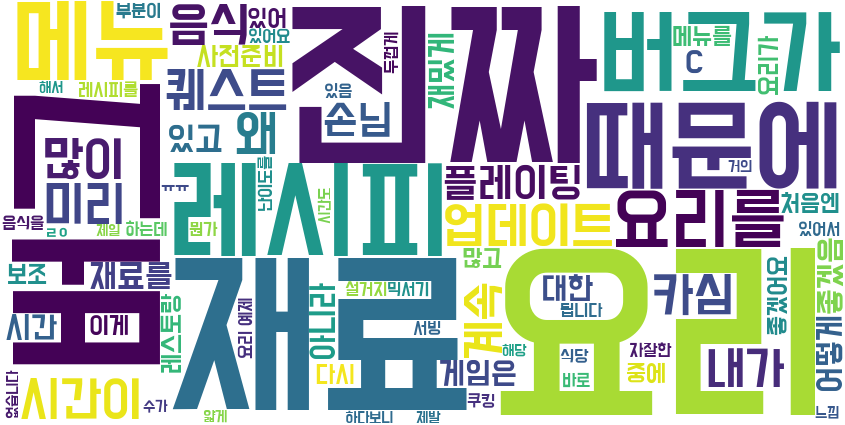 메뉴
부분이
음식
있어
있어요
사전준비
해서
레시피를
퀘스트
있고
왜
진짜
두껍게
재밌게
있음
손님
버그가
메뉴를
C
요리가
때문에
거의
게임
많이
미리
음식을
ㄹㅇ
제일
하는데
ㅠㅠ
뭔가
레시피
난이도를
시간도
플레이팅
업데이트
요리를
처음엔
있어서
보조
재료를
시간
이게
레스토랑
요리 예제
재료
아니라
설거지
믹서기
서빙
많고
계속
해당
요리
대한
됩니다
카심
좋겠어요
좋겠음
어떻게
식당
바로
자잘한
중에
내가
없습니다
시간이
수가
얇게
다시
하다보니
제발
게임은
쿠킹
느낌